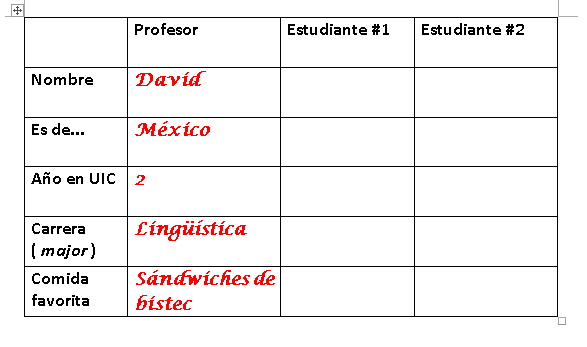 Profesor Estudiante #1 Estudiante #2
Nombre David
Es de... México
Año en UIC 2
Carrera Lingüística
( major )
Comida Sándwiches de
favorita bistec